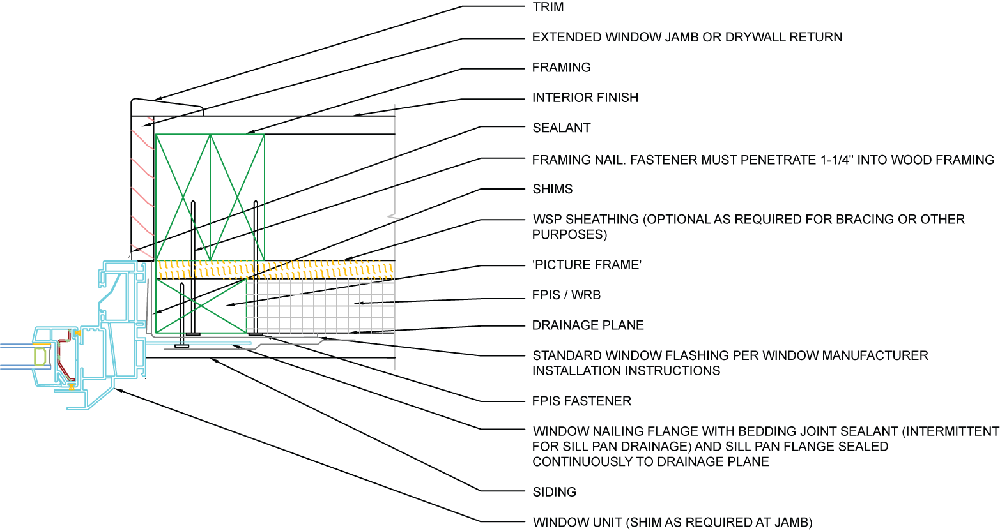 TRIM
EXTENDED WINDOW JAMB OR DRYWALL RETURN
FRAMING
INTERIOR FINISH
SEALANT
FRAMING NAIL. FASTENER MUST PENETRATE 1-1/4" INTO WOOD FRAMING
SHIMS
WSP SHEATHING (OPTIONAL AS REQUIRED FOR BRACING OR OTHER
PURPOSES)
'PICTURE FRAME'
FPIS / WRB
DRAINAGE PLANE
STANDARD WINDOW FLASHING PER WINDOW MANUFACTURER
INSTALLATION INSTRUCTIONS
FPIS FASTENER
WINDOW NAILING FLANGE WITH BEDDING JOINT SEALANT (INTERMITTENT
FOR SILL PAN DRAINAGE) AND SILL PAN FLANGE SEALED
CONTINUOUSLY TO DRAINAGE PLANE
SIDING
WINDOW UNIT (SHIM AS REQUIRED AT JAMB)